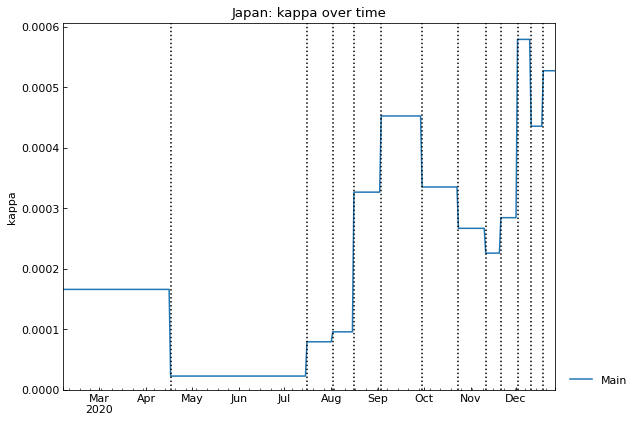 Japan: kappa over time
0.0006
0.0005
0.0004
0.0003
0.0002
0.0001
0.0000
kappa
Mar Apr May Jun Jul Aug Sep Oct Nov Dec
2020
Main